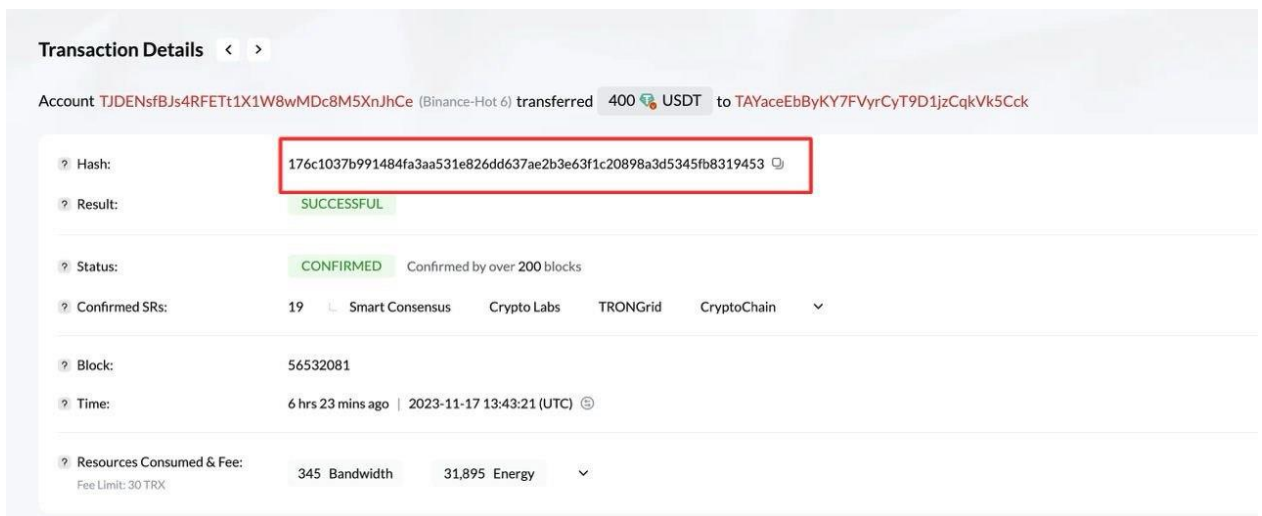 Transaction Details < >
Account TJDENsfBJs4RFETt1X1W8wMDc8M5XnJhCe (Binance-Hot 6) transferred 400 USDT to TAYaceEbByKY7FVyrCyT9D1jzCqkVk5Cck
? Hash: 176c1037b991484fa3aa531e826dd637ae2b3e63f1c20898a3d5345fb8319453
? Result: SUCCESSFUL
? Status: CONFIRMED Confirmed by over 200 blocks
? Confirmed SRs: 19 Smart Consensus Crypto Labs TRONGrid CryptoChain
? Block: 56532081
? Time: 6 hrs 23 mins ago | 2023-11-17 13:43:21 (UTC)
? Resources Consumed & Fee: 345 Bandwidth 31,895 Energy
Fee Limit: 30 TRX